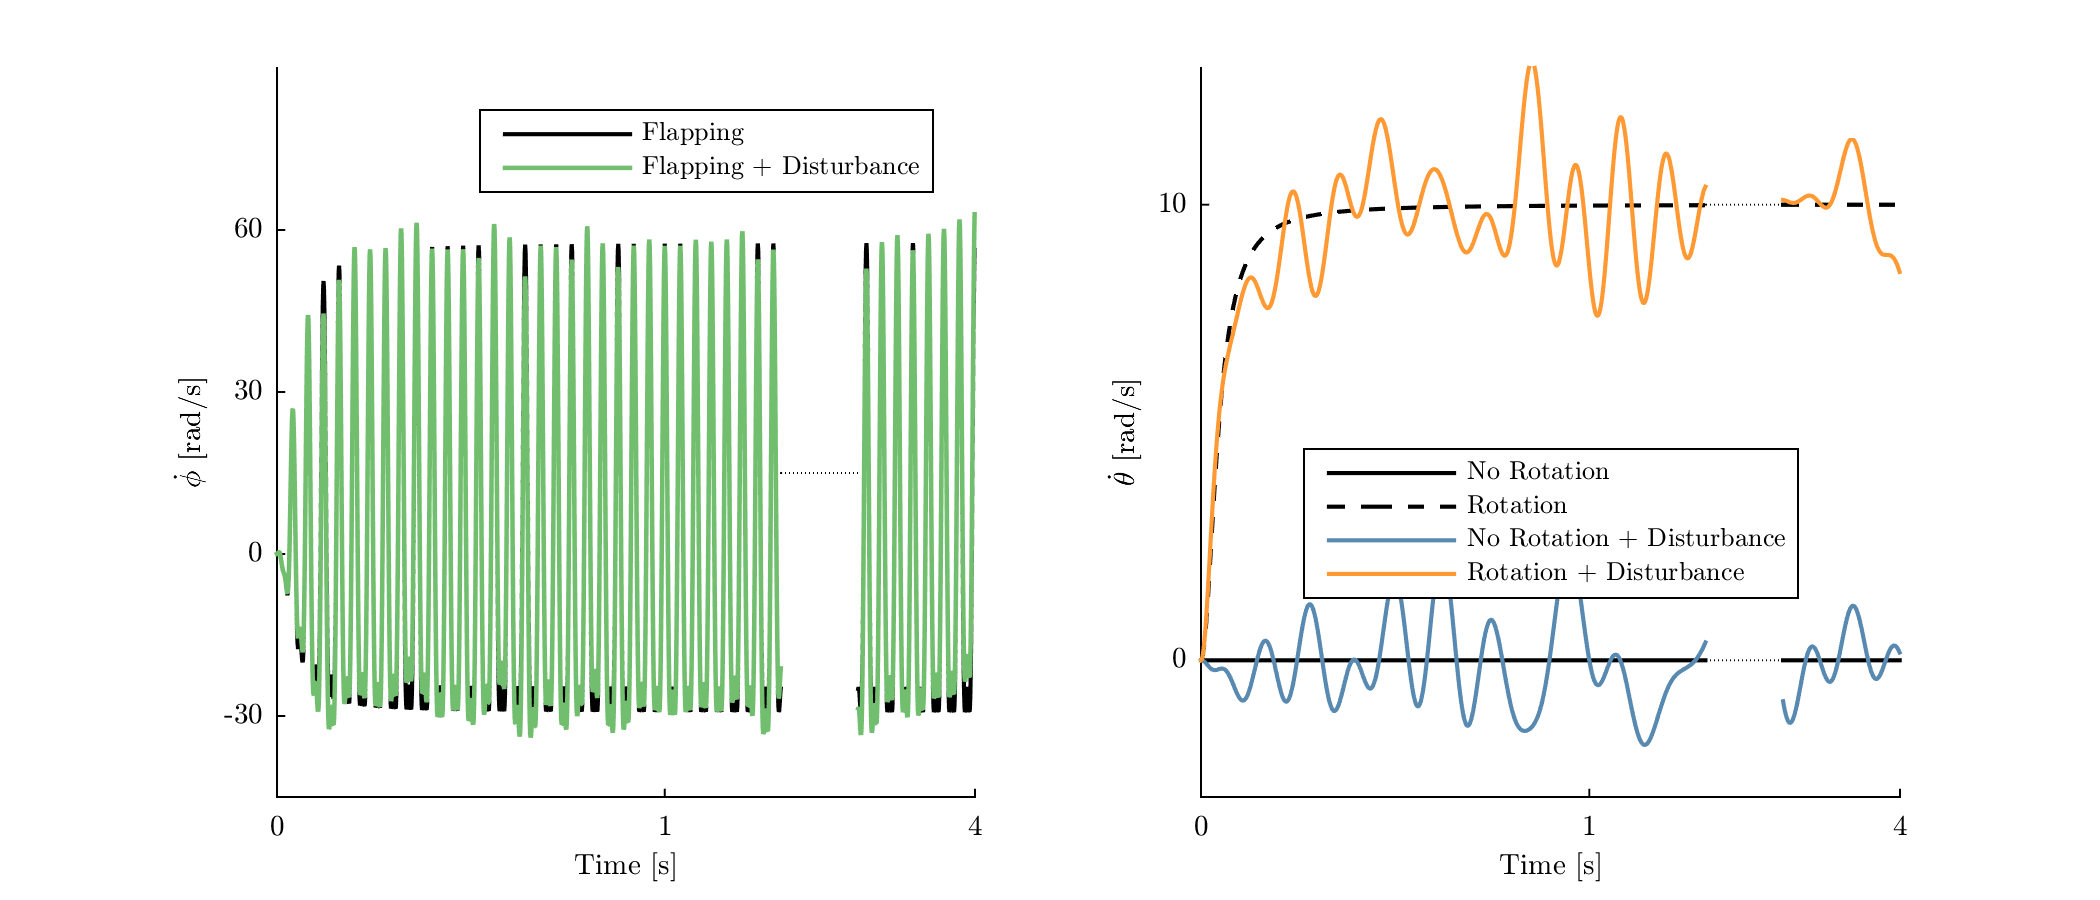 Flapping
Flapping + Disturbance
60
30
0
-30
ϕ̇ [rad/s]
0 1 4
Time [s]
10
0
θ̇ [rad/s]
No Rotation
Rotation
No Rotation + Disturbance
Rotation + Disturbance
0 1 4
Time [s]